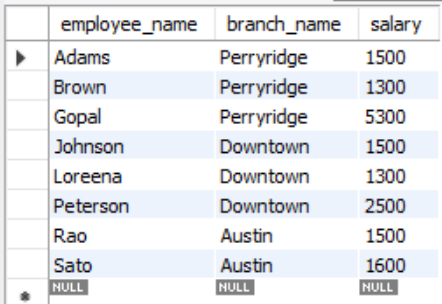 employee_name branch_name salary
Adams Perryridge 1500
Brown Perryridge 1300
Gopal Perryridge 5300
Johnson Downtown 1500
Loreena Downtown 1300
Peterson Downtown 2500
Rao Austin 1500
Sato Austin 1600
NULL NULL NULL